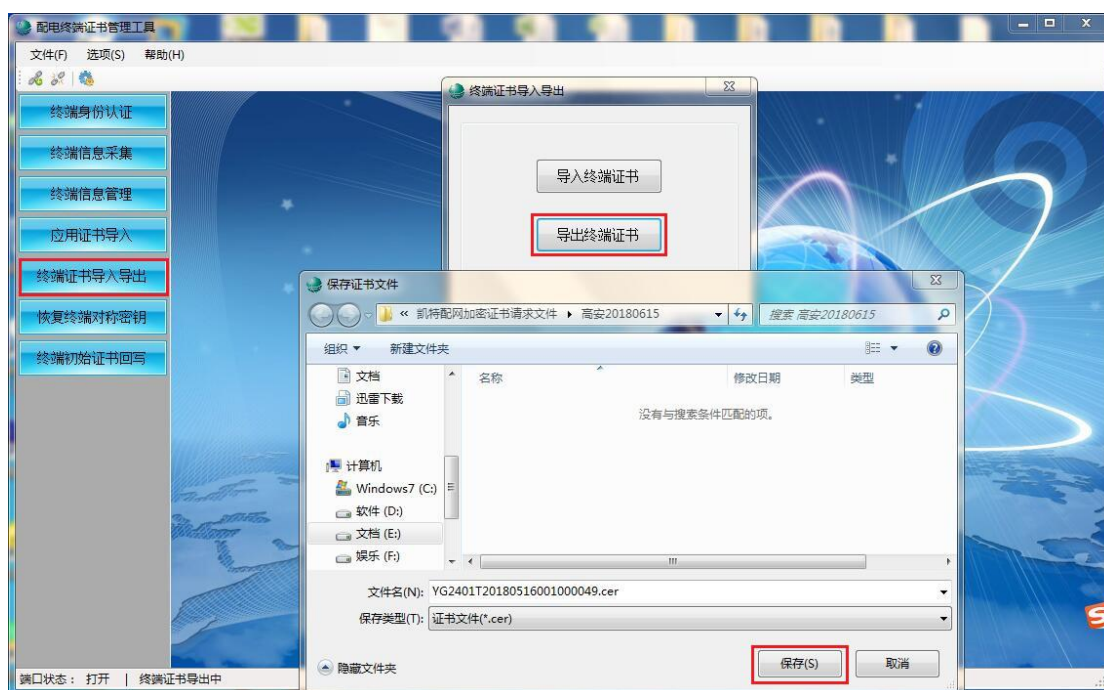 配电终端证书管理工具
文件(F) 选项(S) 帮助(H)
终端身份认证
终端信息采集
终端信息管理
应用证书导入
终端证书导入导出
恢复终端对称密钥
终端初始证书回写
终端证书导入导出
导入终端证书
导出终端证书
保存证书文件
« 凯特配网加密证书请求文件 ▸ 高安20180615
搜索 高安20180615
组织 ▼ 新建文件夹
文档
迅雷下载
音乐
计算机
Windows7 (C:)
软件 (D:)
文档 (E:)
娱乐 (F:)
名称 修改日期 类型
没有与搜索条件匹配的项。
文件名(N): YG2401T20180516001000049.cer
保存类型(T): 证书文件(*.cer)
隐藏文件夹
保存(S) 取消
端口状态： 打开 | 终端证书导出中